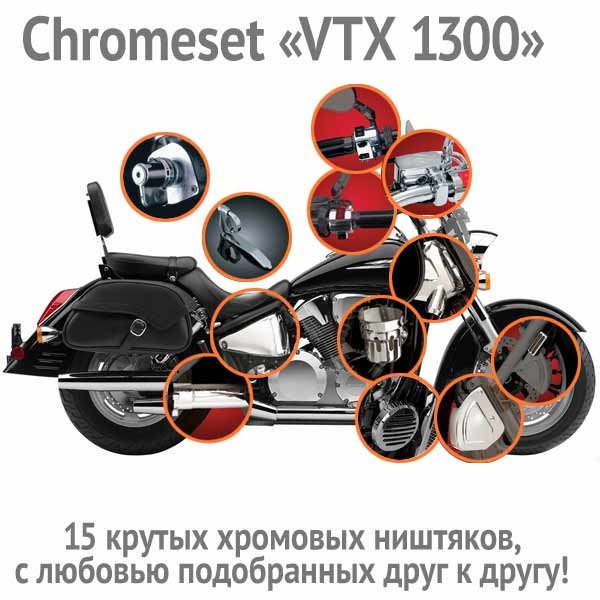 Chromeset «VTX 1300»
15 крутых хромовых ништяков,
с любовью подобранных друг к другу!